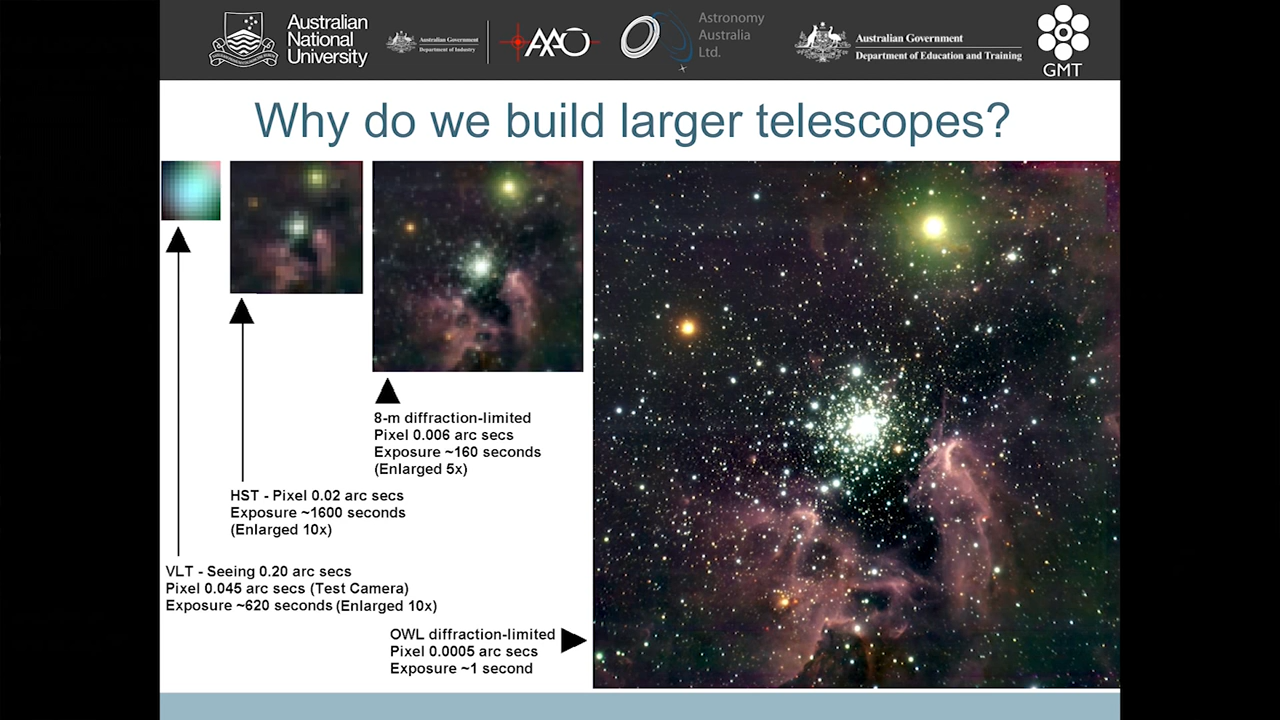 Australian
National
University
Australian Government
Department of Industry
AAO
Astronomy
Australia
Ltd.
Australian Government
Department of Education and Training
GMT
Why do we build larger telescopes?
8-m diffraction-limited
Pixel 0.006 arc secs
Exposure ~160 seconds
(Enlarged 5x)
HST - Pixel 0.02 arc secs
Exposure ~1600 seconds
(Enlarged 10x)
VLT - Seeing 0.20 arc secs
Pixel 0.045 arc secs (Test Camera)
Exposure ~620 seconds (Enlarged 10x)
OWL diffraction-limited
Pixel 0.0005 arc secs
Exposure ~1 second